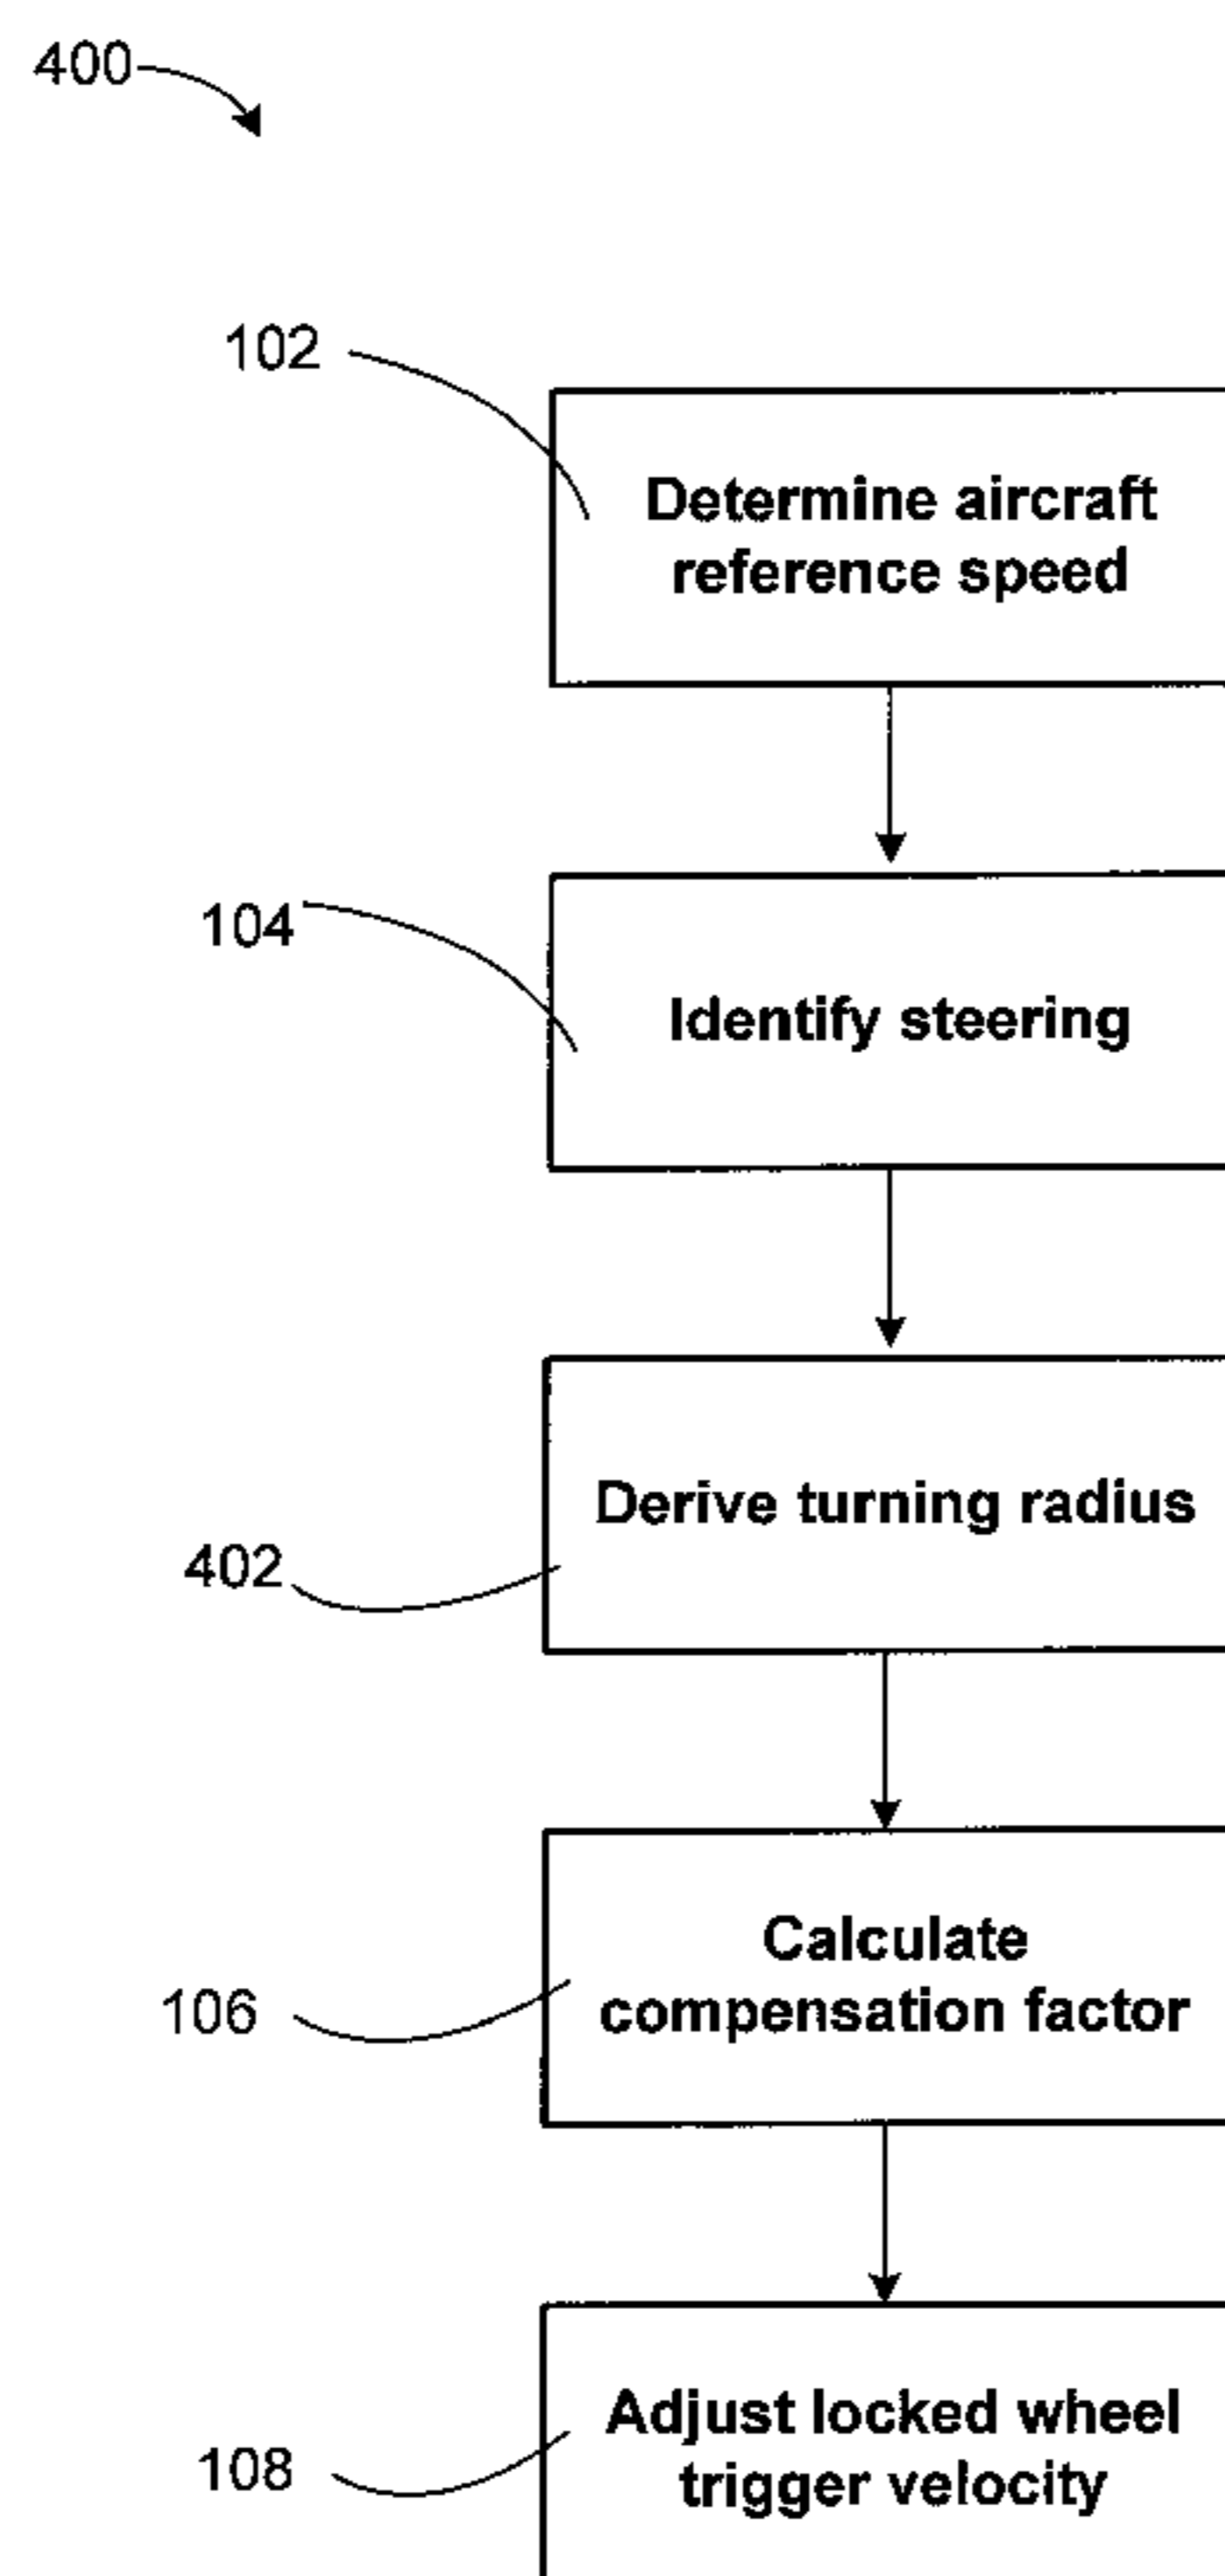 400
102
Determine aircraft
reference speed
104
Identify steering
Derive turning radius
402
Calculate
compensation factor
106
Adjust locked wheel
trigger velocity
108